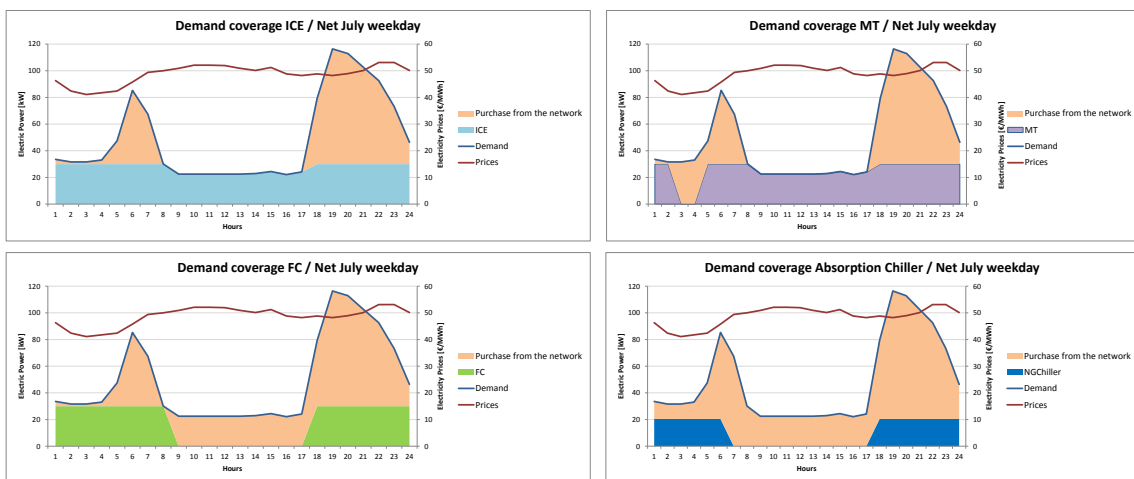 Demand coverage ICE / Net July weekday
Electric Power [kW]
120
100
80
60
40
20
0
60
50
40
30
20
10
0
Electricity Prices [€/MWh]
Purchase from the network
ICE
Demand
Prices
1 2 3 4 5 6 7 8 9 10 11 12 13 14 15 16 17 18 19 20 21 22 23 24
Hours
Demand coverage MT / Net July weekday
Electric Power [kW]
120
100
80
60
40
20
0
60
50
40
30
20
10
0
Electricity Prices [€/MWh]
Purchase from the network
MT
Demand
Prices
1 2 3 4 5 6 7 8 9 10 11 12 13 14 15 16 17 18 19 20 21 22 23 24
Hours
Demand coverage FC / Net July weekday
Electric Power [kW]
120
100
80
60
40
20
0
60
50
40
30
20
10
0
Electricity Prices [€/MWh]
Purchase from the network
FC
Demand
Prices
1 2 3 4 5 6 7 8 9 10 11 12 13 14 15 16 17 18 19 20 21 22 23 24
Hours
Demand coverage Absorption Chiller / Net July weekday
Electric Power [kW]
120
100
80
60
40
20
0
60
50
40
30
20
10
0
Electricity Prices [€/MWh]
Purchase from the network
NGChiller
Demand
Prices
1 2 3 4 5 6 7 8 9 10 11 12 13 14 15 16 17 18 19 20 21 22 23 24
Hours